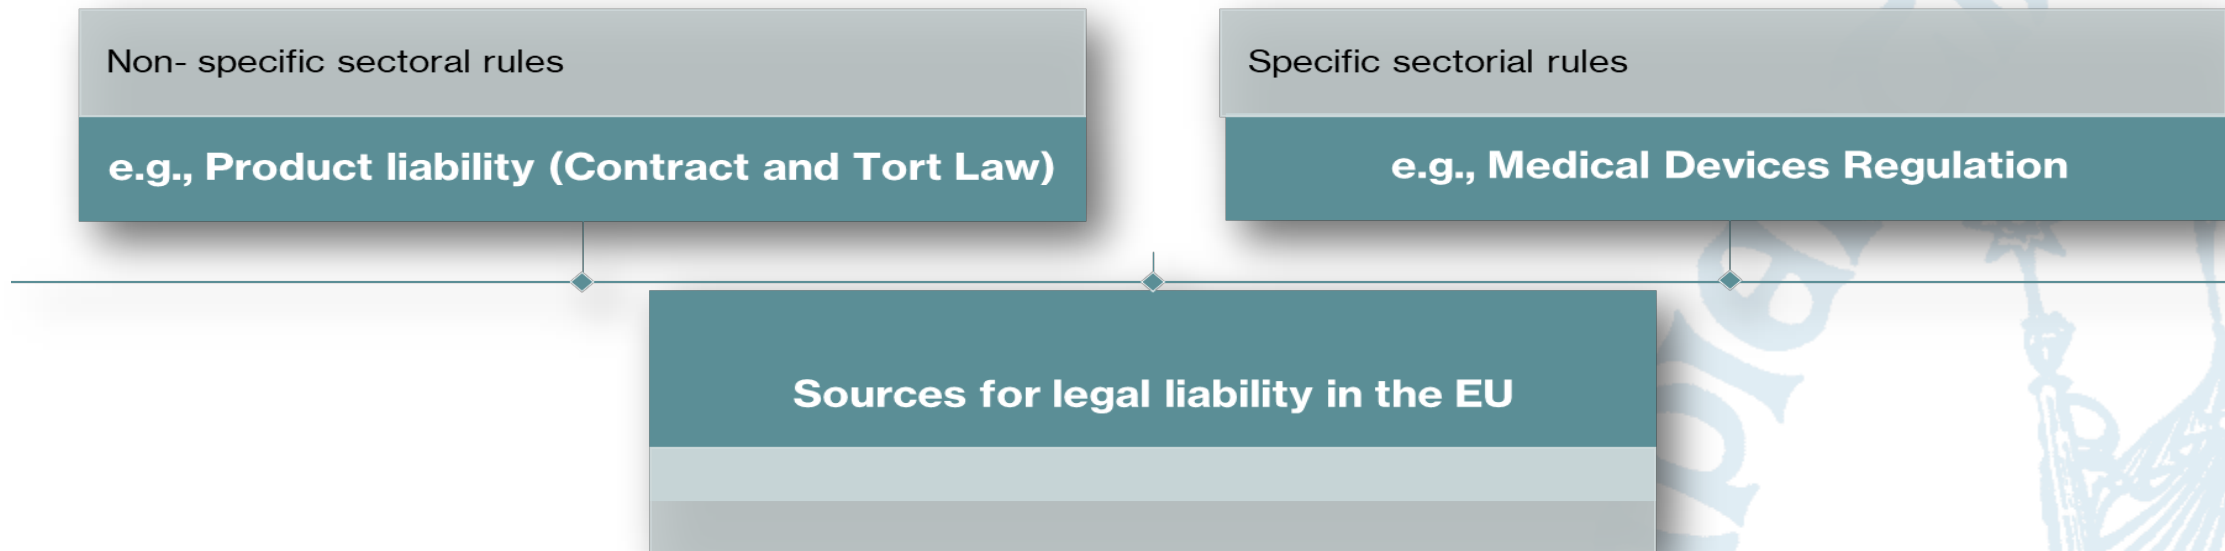 Non- specific sectoral rules
e.g., Product liability (Contract and Tort Law)
Specific sectorial rules
e.g., Medical Devices Regulation
Sources for legal liability in the EU